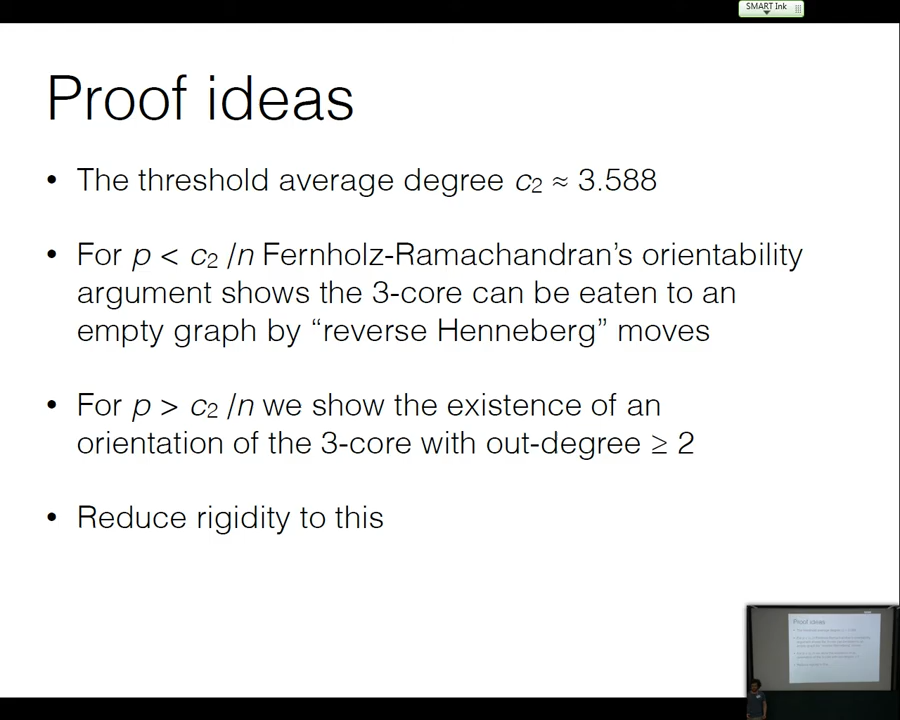 SMART Ink
Proof ideas
• The threshold average degree c₂ ≈ 3.588
• For p < c₂ /n Fernholz-Ramachandran’s orientability
argument shows the 3-core can be eaten to an
empty graph by “reverse Henneberg” moves
• For p > c₂ /n we show the existence of an
orientation of the 3-core with out-degree ≥ 2
• Reduce rigidity to this
Proof ideas